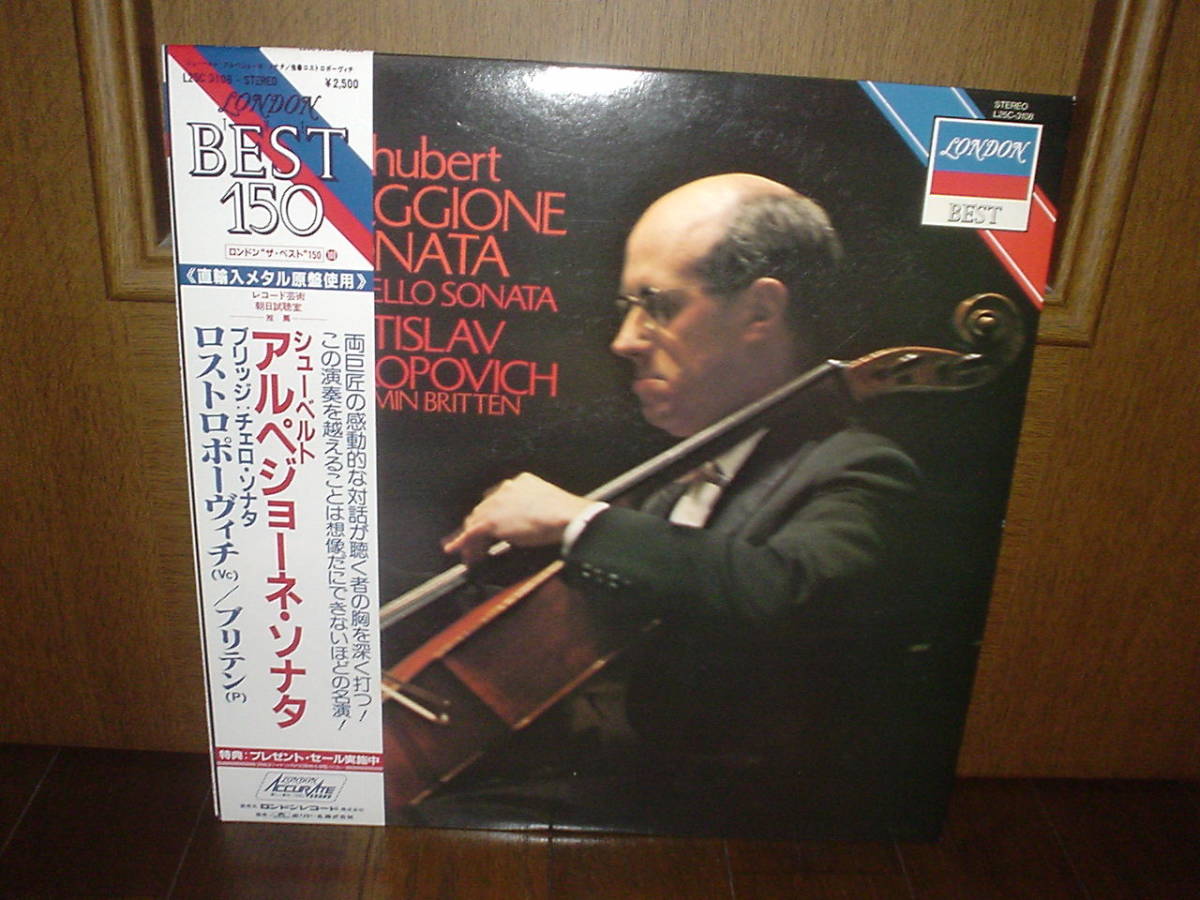 L25C-3108・STEREO ¥2,500
LONDON
BEST
150
ロンドン“ザ・ベスト”150
《直輸入メタル原盤使用》
レコード芸術
朝日試聴室
推薦
両巨匠の感動的な対話が聴く者の胸を深く打つ!
この演奏を越えることは想像だにできないほどの名演!
シューベルト
アルペジョーネ・ソナタ
ブリッジ:チェロ・ソナタ
ロストロポーヴィチ(Vc)/ブリテン(P)
特典:プレゼント・セール実施中
LONDON
ACCURATE
ロンドンレコード株式会社
hubert
GGIONE
NATA
ELLO SONATA
TISLAV
OPOVICH
MIN BRITTEN
STEREO
L25C-3108
LONDON
BEST